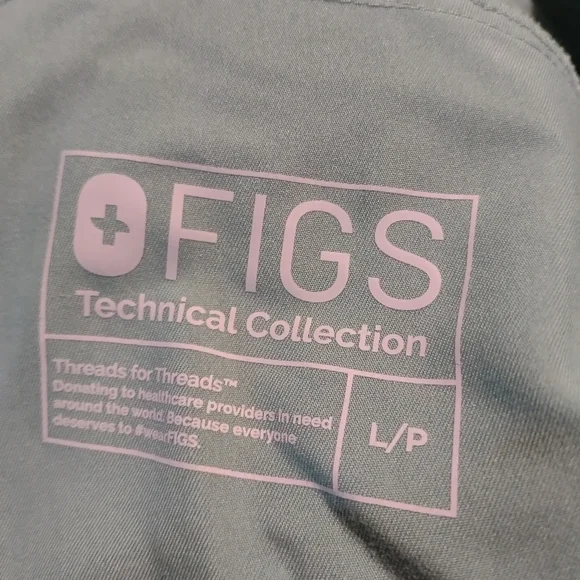 FIGS
Technical Collection
Threads for Threads™
Donating to healthcare providers in need
around the world. Because everyone
deserves to #wearFIGS.
L/P